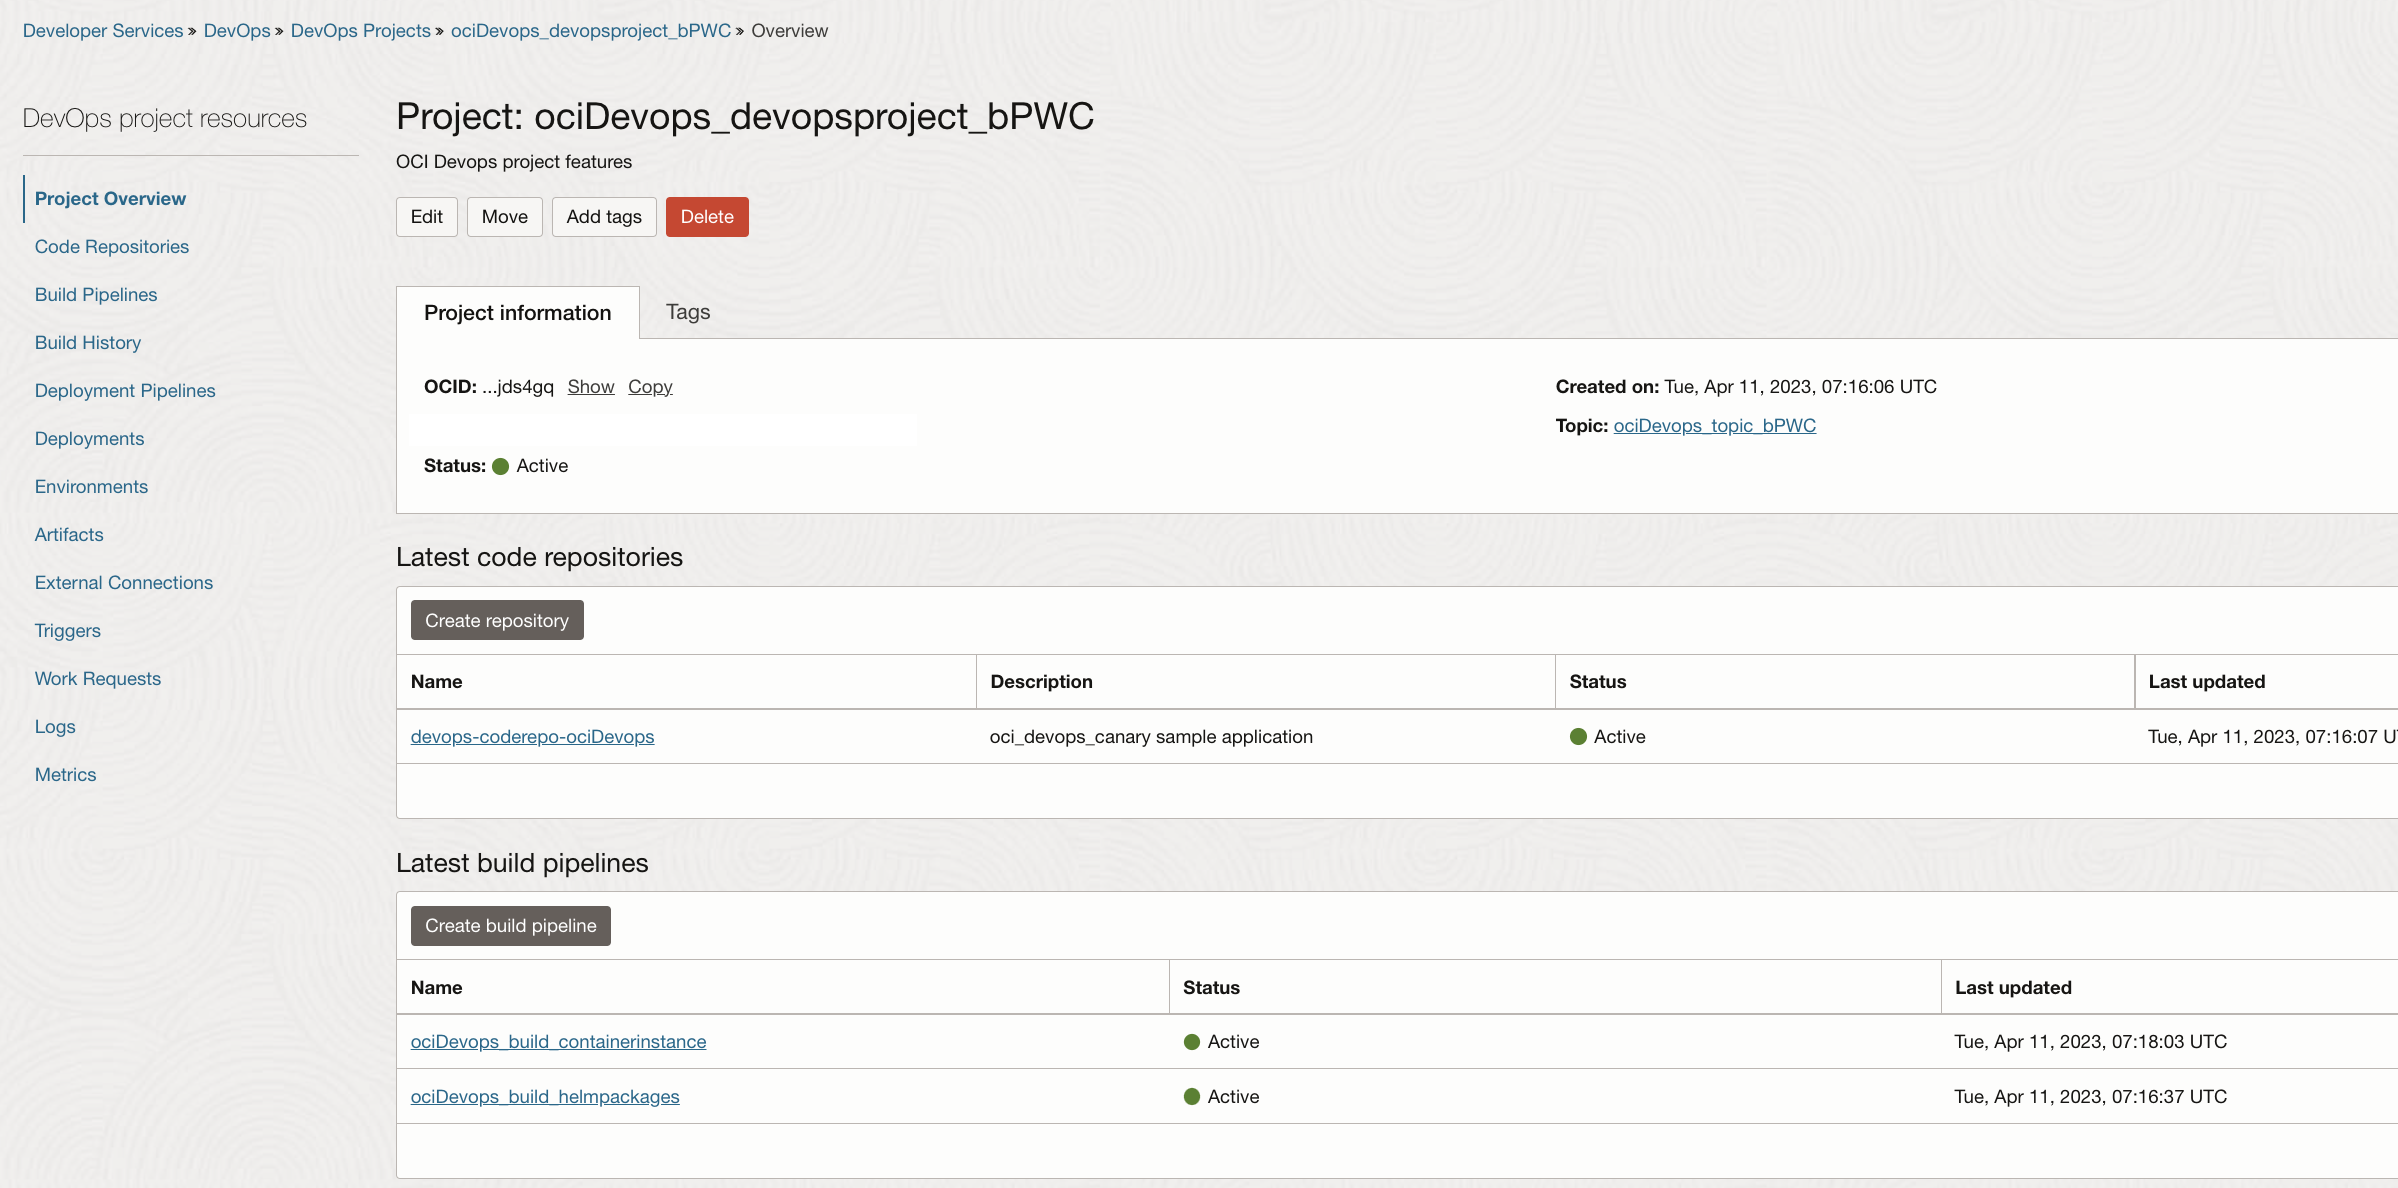 Developer Services » DevOps » DevOps Projects » ociDevops_devopsproject_bPWC » Overview
DevOps project resources
Project Overview
Code Repositories
Build Pipelines
Build History
Deployment Pipelines
Deployments
Environments
Artifacts
External Connections
Triggers
Work Requests
Logs
Metrics
Project: ociDevops_devopsproject_bPWC
OCI Devops project features
Edit Move Add tags Delete
Project information Tags
OCID: ...jds4gq Show Copy
Status: Active
Created on: Tue, Apr 11, 2023, 07:16:06 UTC
Topic: ociDevops_topic_bPWC
Latest code repositories
Create repository
Name Description Status Last updated
devops-coderepo-ociDevops oci_devops_canary sample application Active Tue, Apr 11, 2023, 07:16:07 U
Latest build pipelines
Create build pipeline
Name Status Last updated
ociDevops_build_containerinstance Active Tue, Apr 11, 2023, 07:18:03 UTC
ociDevops_build_helmpackages Active Tue, Apr 11, 2023, 07:16:37 UTC